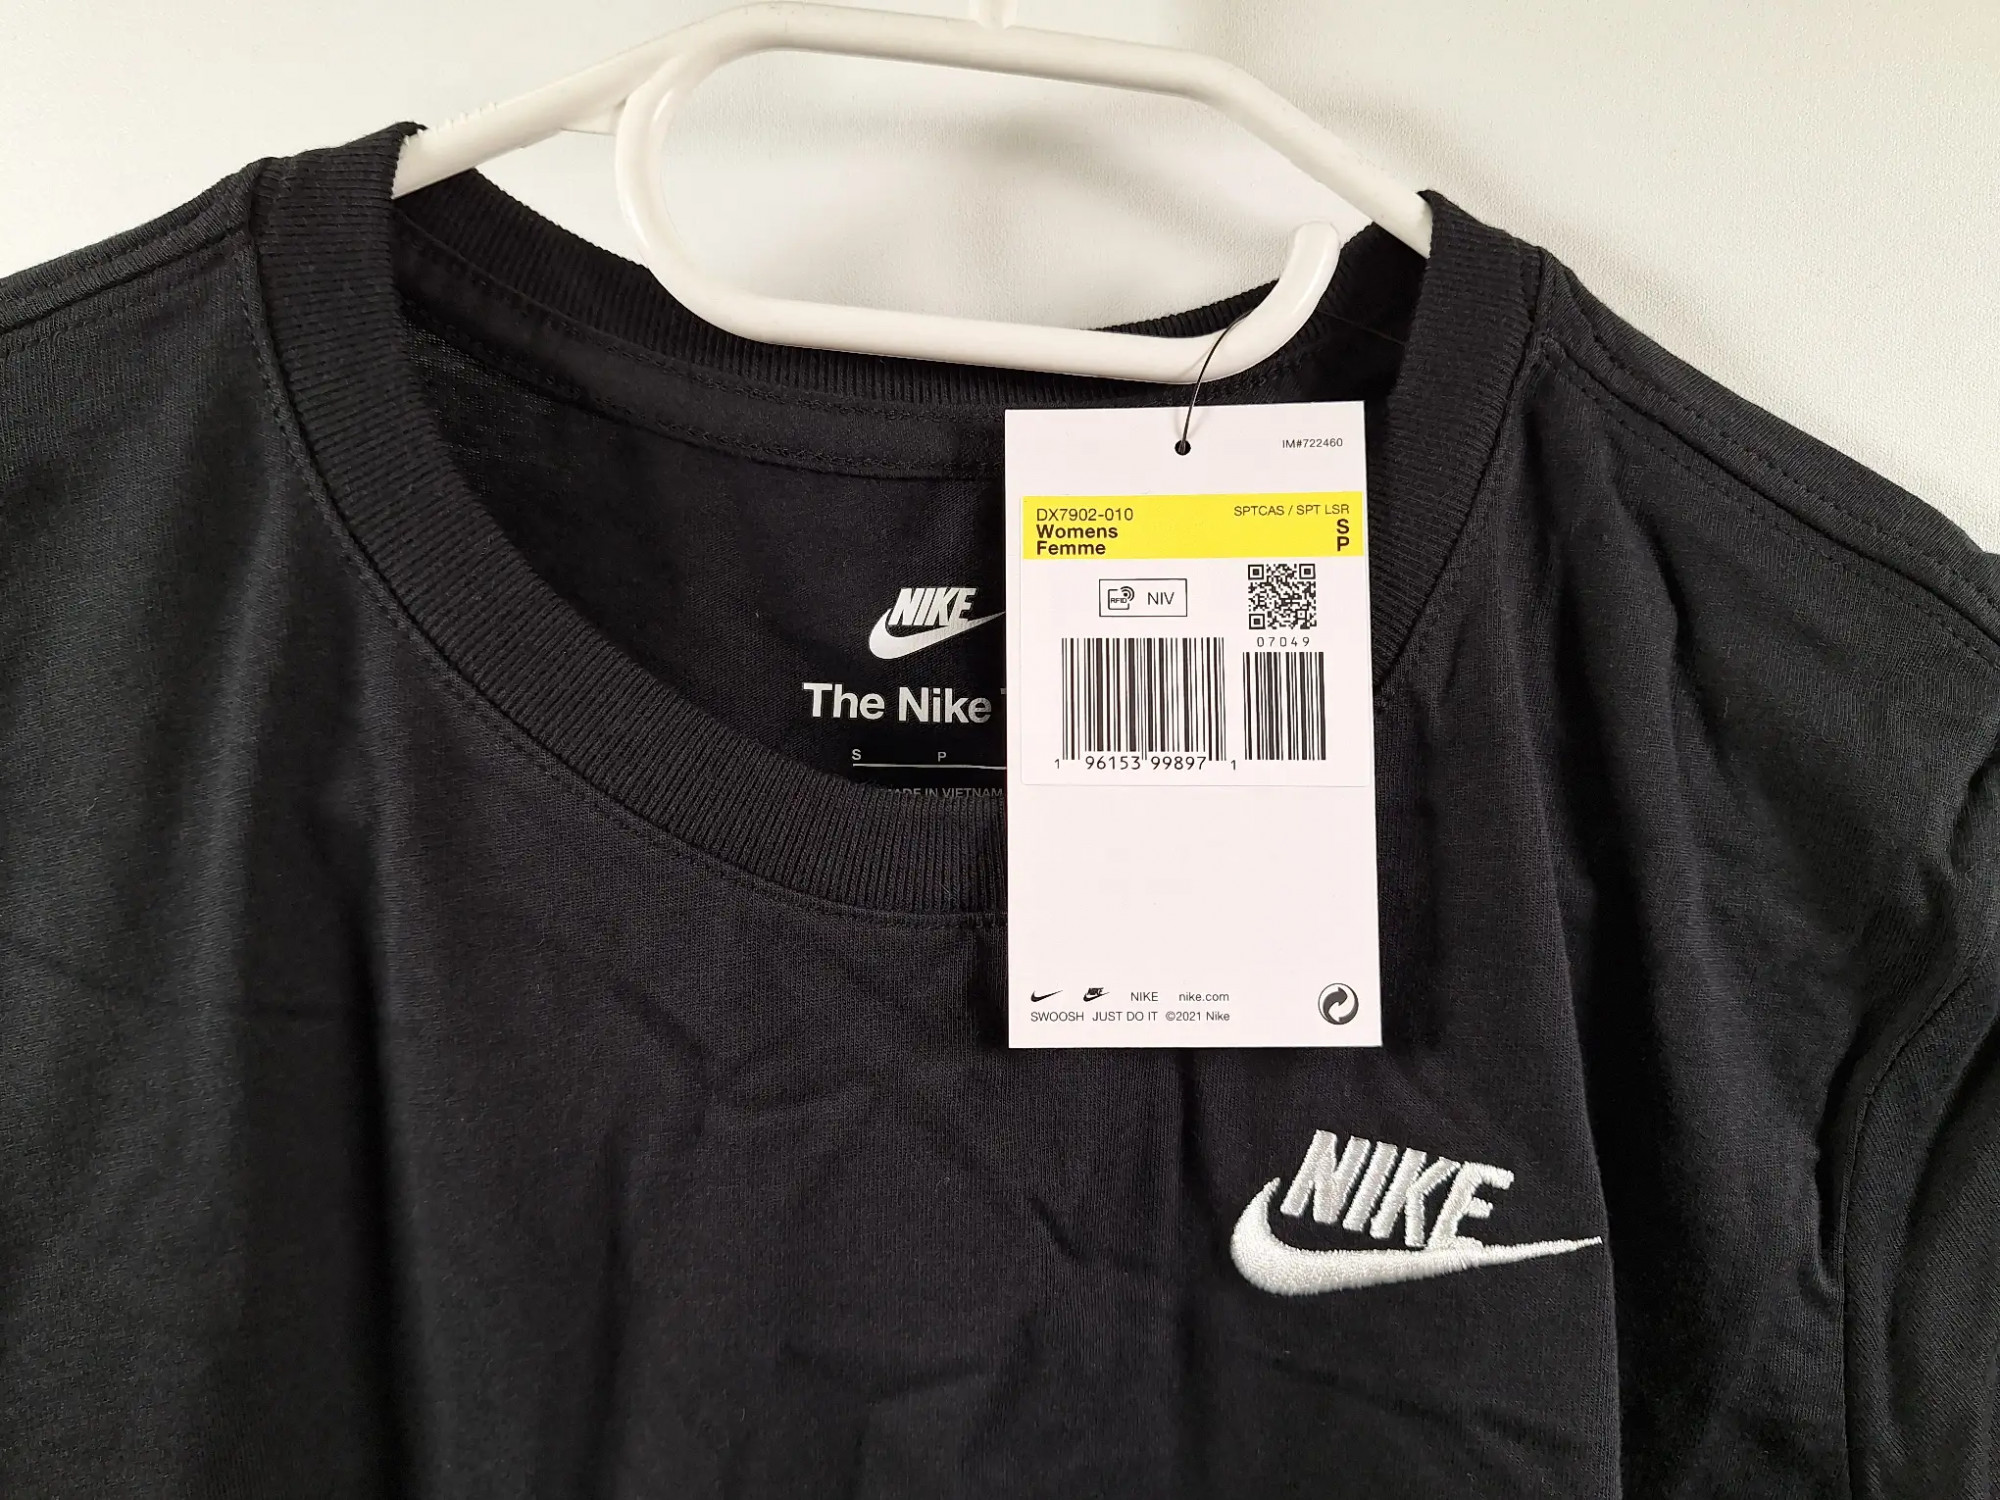 IM#722460
DX7902-010 SPTCAS / SPT LSR
Womens S
Femme P
RFID NIV
07049
1 96153 99897 1
NIKE nike.com
SWOOSH JUST DO IT ©2021 Nike
NIKE
The Nike
S P
MADE IN VIETNAM
NIKE